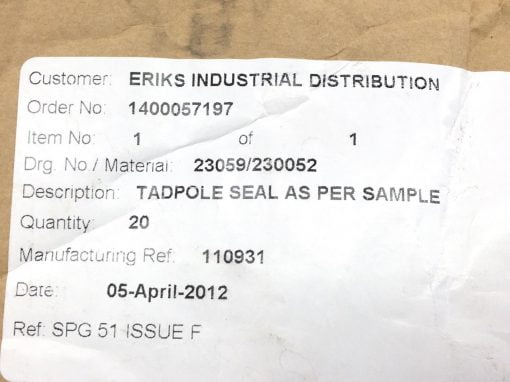 Customer: ERIKS INDUSTRIAL DISTRIBUTION
Order No: 1400057197
Item No: 1 of 1
Drg. No./ Material: 23059/230052
Description: TADPOLE SEAL AS PER SAMPLE
Quantity: 20
Manufacturing Ref: 110931
Date: 05-April-2012
Ref: SPG 51 ISSUE F